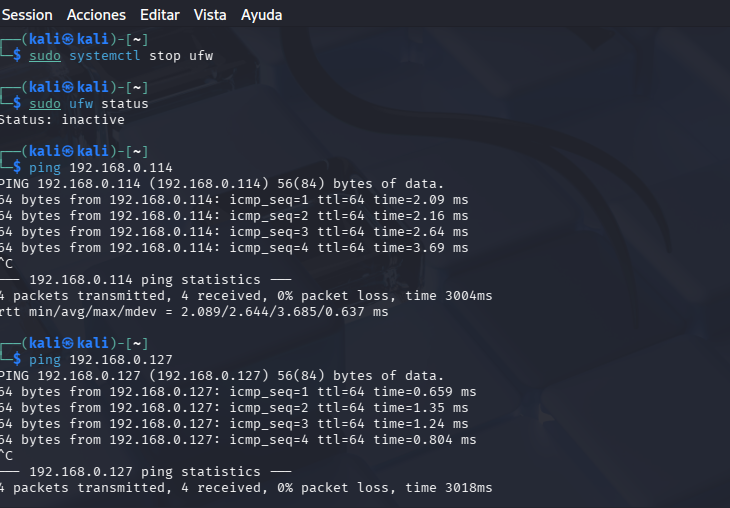 Session Acciones Editar Vista Ayuda
┌──(kali㉿kali)-[~]
└─$ sudo systemctl stop ufw
┌──(kali㉿kali)-[~]
└─$ sudo ufw status
Status: inactive
┌──(kali㉿kali)-[~]
└─$ ping 192.168.0.114
PING 192.168.0.114 (192.168.0.114) 56(84) bytes of data.
64 bytes from 192.168.0.114: icmp_seq=1 ttl=64 time=2.09 ms
64 bytes from 192.168.0.114: icmp_seq=2 ttl=64 time=2.16 ms
64 bytes from 192.168.0.114: icmp_seq=3 ttl=64 time=2.64 ms
64 bytes from 192.168.0.114: icmp_seq=4 ttl=64 time=3.69 ms
^C
─── 192.168.0.114 ping statistics ───
4 packets transmitted, 4 received, 0% packet loss, time 3004ms
rtt min/avg/max/mdev = 2.089/2.644/3.685/0.637 ms
┌──(kali㉿kali)-[~]
└─$ ping 192.168.0.127
PING 192.168.0.127 (192.168.0.127) 56(84) bytes of data.
64 bytes from 192.168.0.127: icmp_seq=1 ttl=64 time=0.659 ms
64 bytes from 192.168.0.127: icmp_seq=2 ttl=64 time=1.35 ms
64 bytes from 192.168.0.127: icmp_seq=3 ttl=64 time=1.24 ms
64 bytes from 192.168.0.127: icmp_seq=4 ttl=64 time=0.804 ms
^C
─── 192.168.0.127 ping statistics ───
4 packets transmitted, 4 received, 0% packet loss, time 3018ms